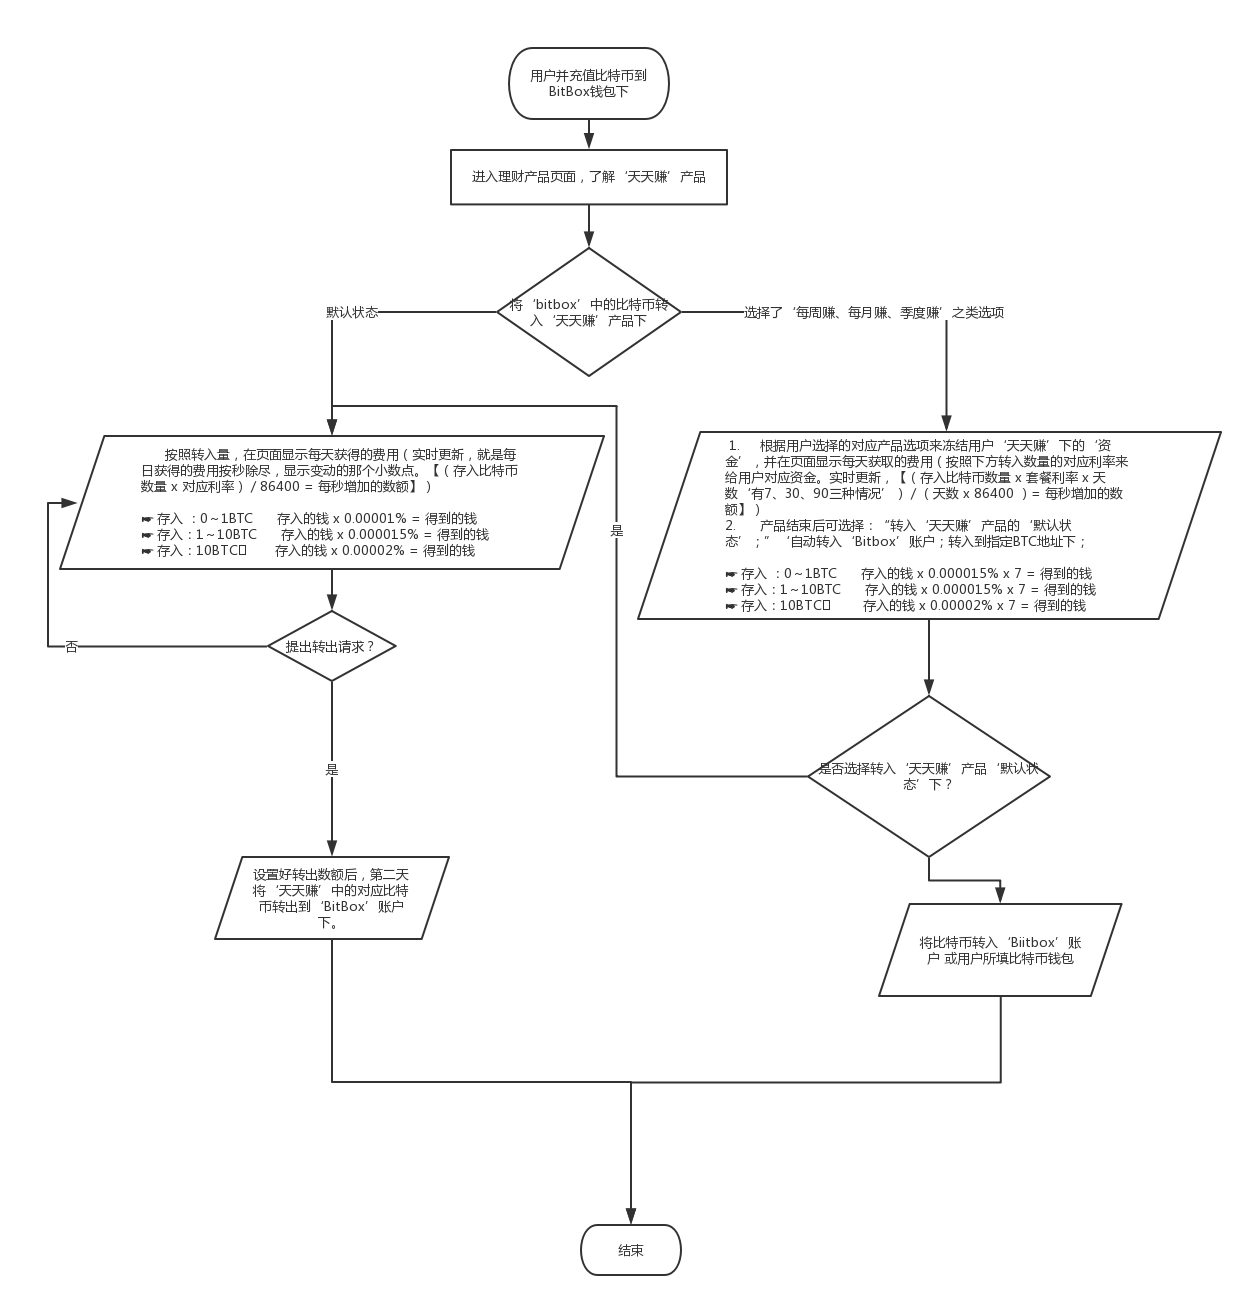 用户并充值比特币到
BitBox钱包下
进入理财产品页面，了解‘天天赚’产品
将‘bitbox’中的比特币转
入‘天天赚’产品下
默认状态
选择了‘每周赚、每月赚、季度赚’之类选项
按照转入量，在页面显示每天获得的费用（实时更新，就是每
日获得的费用按秒除尽，显示变动的那个小数点。【（存入比特币
数量 x 对应利率）/ 86400 = 每秒增加的数额】）
☛ 存入 ：0～1BTC 存入的钱 x 0.00001% = 得到的钱
☛ 存入：1～10BTC 存入的钱 x 0.000015% = 得到的钱
☛ 存入：10BTC 存入的钱 x 0.00002% = 得到的钱
1. 根据用户选择的对应产品选项来冻结用户‘天天赚’下的‘资
金’，并在页面显示每天获取的费用（按照下方转入数量的对应利率来
给用户对应资金。实时更新，【（存入比特币数量 x 套餐利率 x 天
数‘有7、30、90三种情况’）/（天数 x 86400 ）= 每秒增加的数
额】）
2. 产品结束后可选择：“转入‘天天赚’产品的‘默认状
态’；”‘自动转入‘Bitbox’账户；转入到指定BTC地址下；
☛ 存入 ：0～1BTC 存入的钱 x 0.000015% x 7 = 得到的钱
☛ 存入：1～10BTC 存入的钱 x 0.000015% x 7 = 得到的钱
☛ 存入：10BTC 存入的钱 x 0.00002% x 7 = 得到的钱
是
提出转出请求？
否
是
是否选择转入‘天天赚’产品‘默认状
态’下？
设置好转出数额后，第二天
将‘天天赚’中的对应比特
币转出到‘BitBox’账户
下。
将比特币转入‘Biitbox’账
户 或用户所填比特币钱包
结束